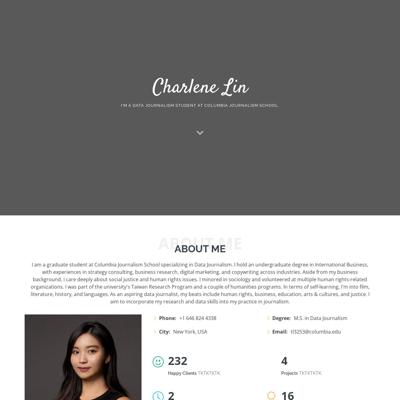 Charlene Lin
I'M A DATA JOURNALISM STUDENT AT COLUMBIA JOURNALISM SCHOOL.
ABOUT ME
ABOUT ME
I am a graduate student at Columbia Journalism School specializing in Data Journalism. I hold an undergraduate degree in International Business,
with experiences in strategy consulting, business research, digital marketing, and copywriting across industries. Aside from my business
background, I care deeply about social justice and human rights issues. I minored in sociology and volunteered at multiple human rights-related
organizations. I was part of the university's Taiwan Research Program and a couple of humanities programs. In terms of self-learning, I'm into film,
literature, history, and languages. As an aspiring data journalist, my beats include human rights, business, education, arts & cultures, and justice. I
aim to incorporate my research and data skills into my practice in journalism.
Phone: +1 646 824 4338
Degree: M.S. in Data Journalism
City: New York, USA
Email: tl3253@columbia.edu
232
4
Happy Clients TKTKTKTK.
Projects TKTKTKTK.
2
16